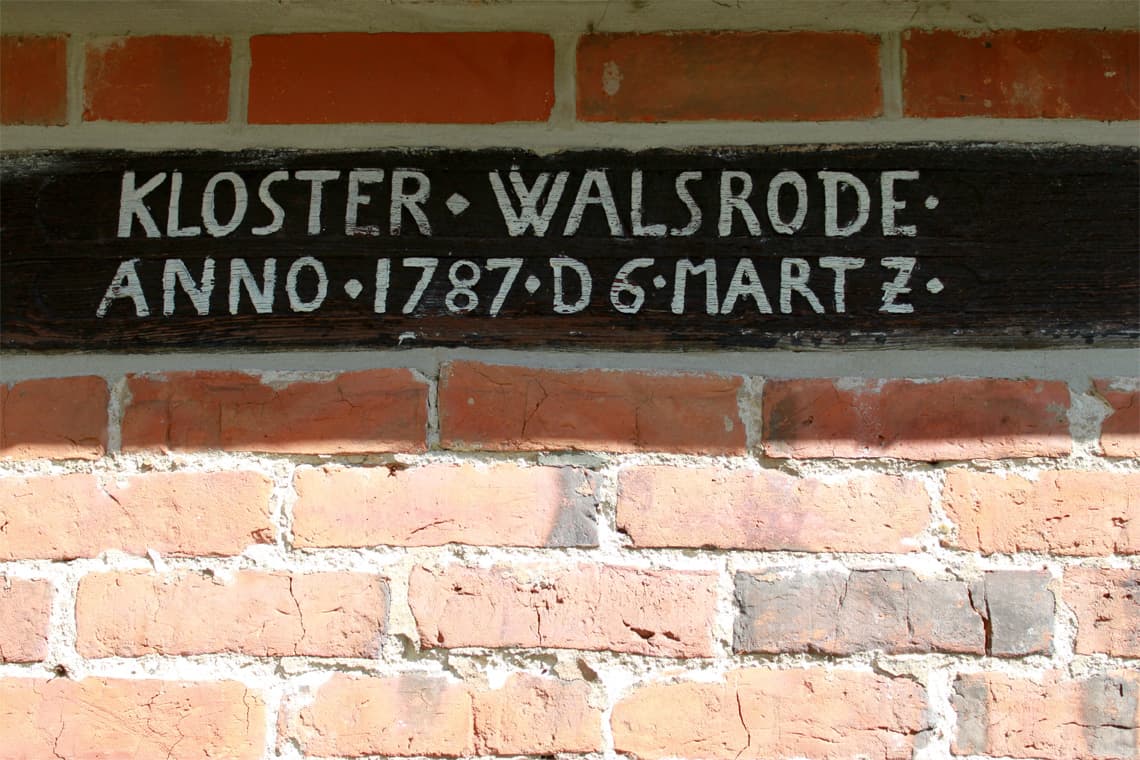 KLOSTER · WALSRODE ·
ANNO · 1787 · D 6 · MARTZ ·